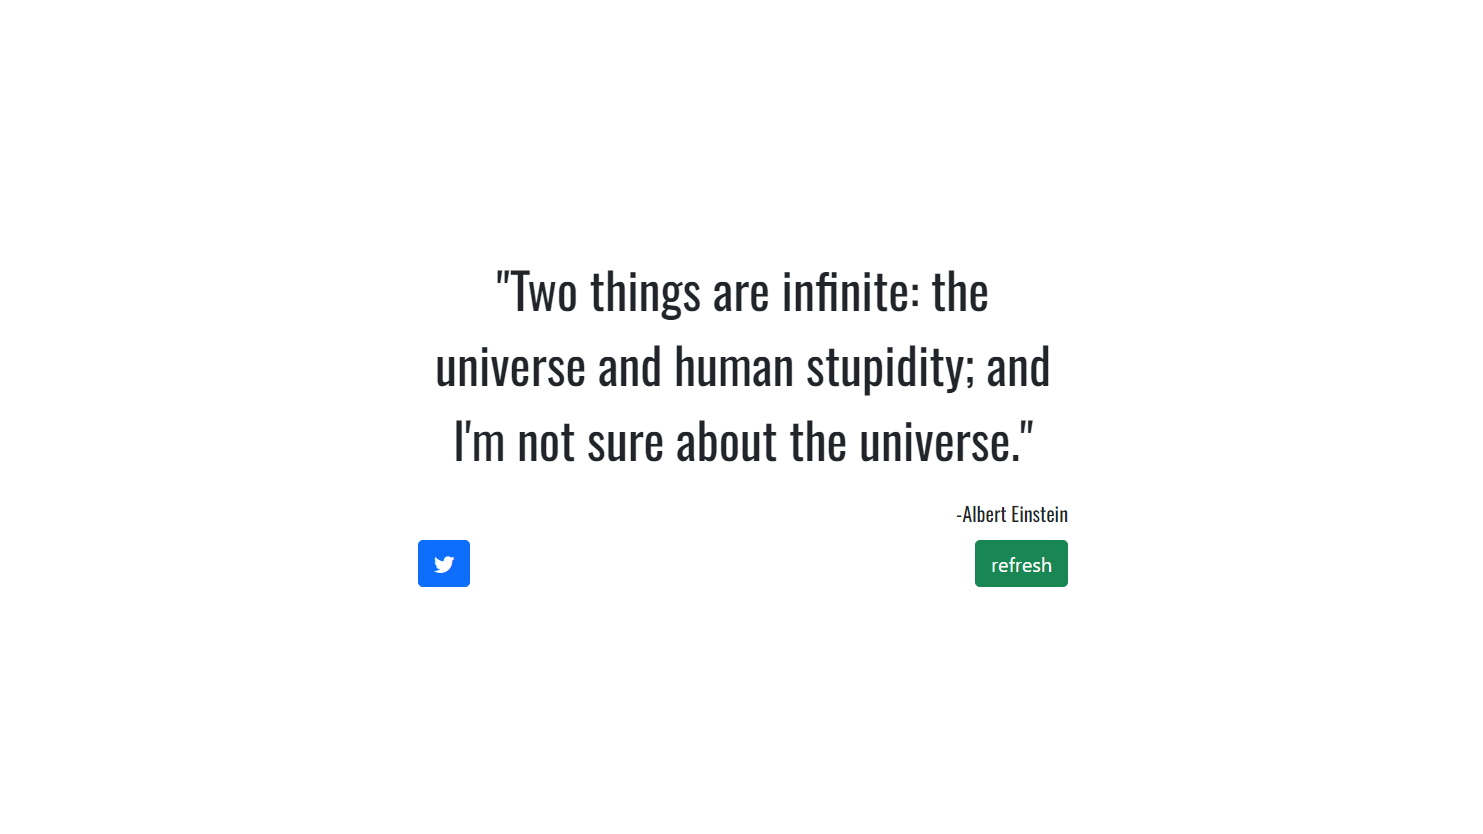 "Two things are infinite: the
universe and human stupidity; and
I'm not sure about the universe."
-Albert Einstein
refresh